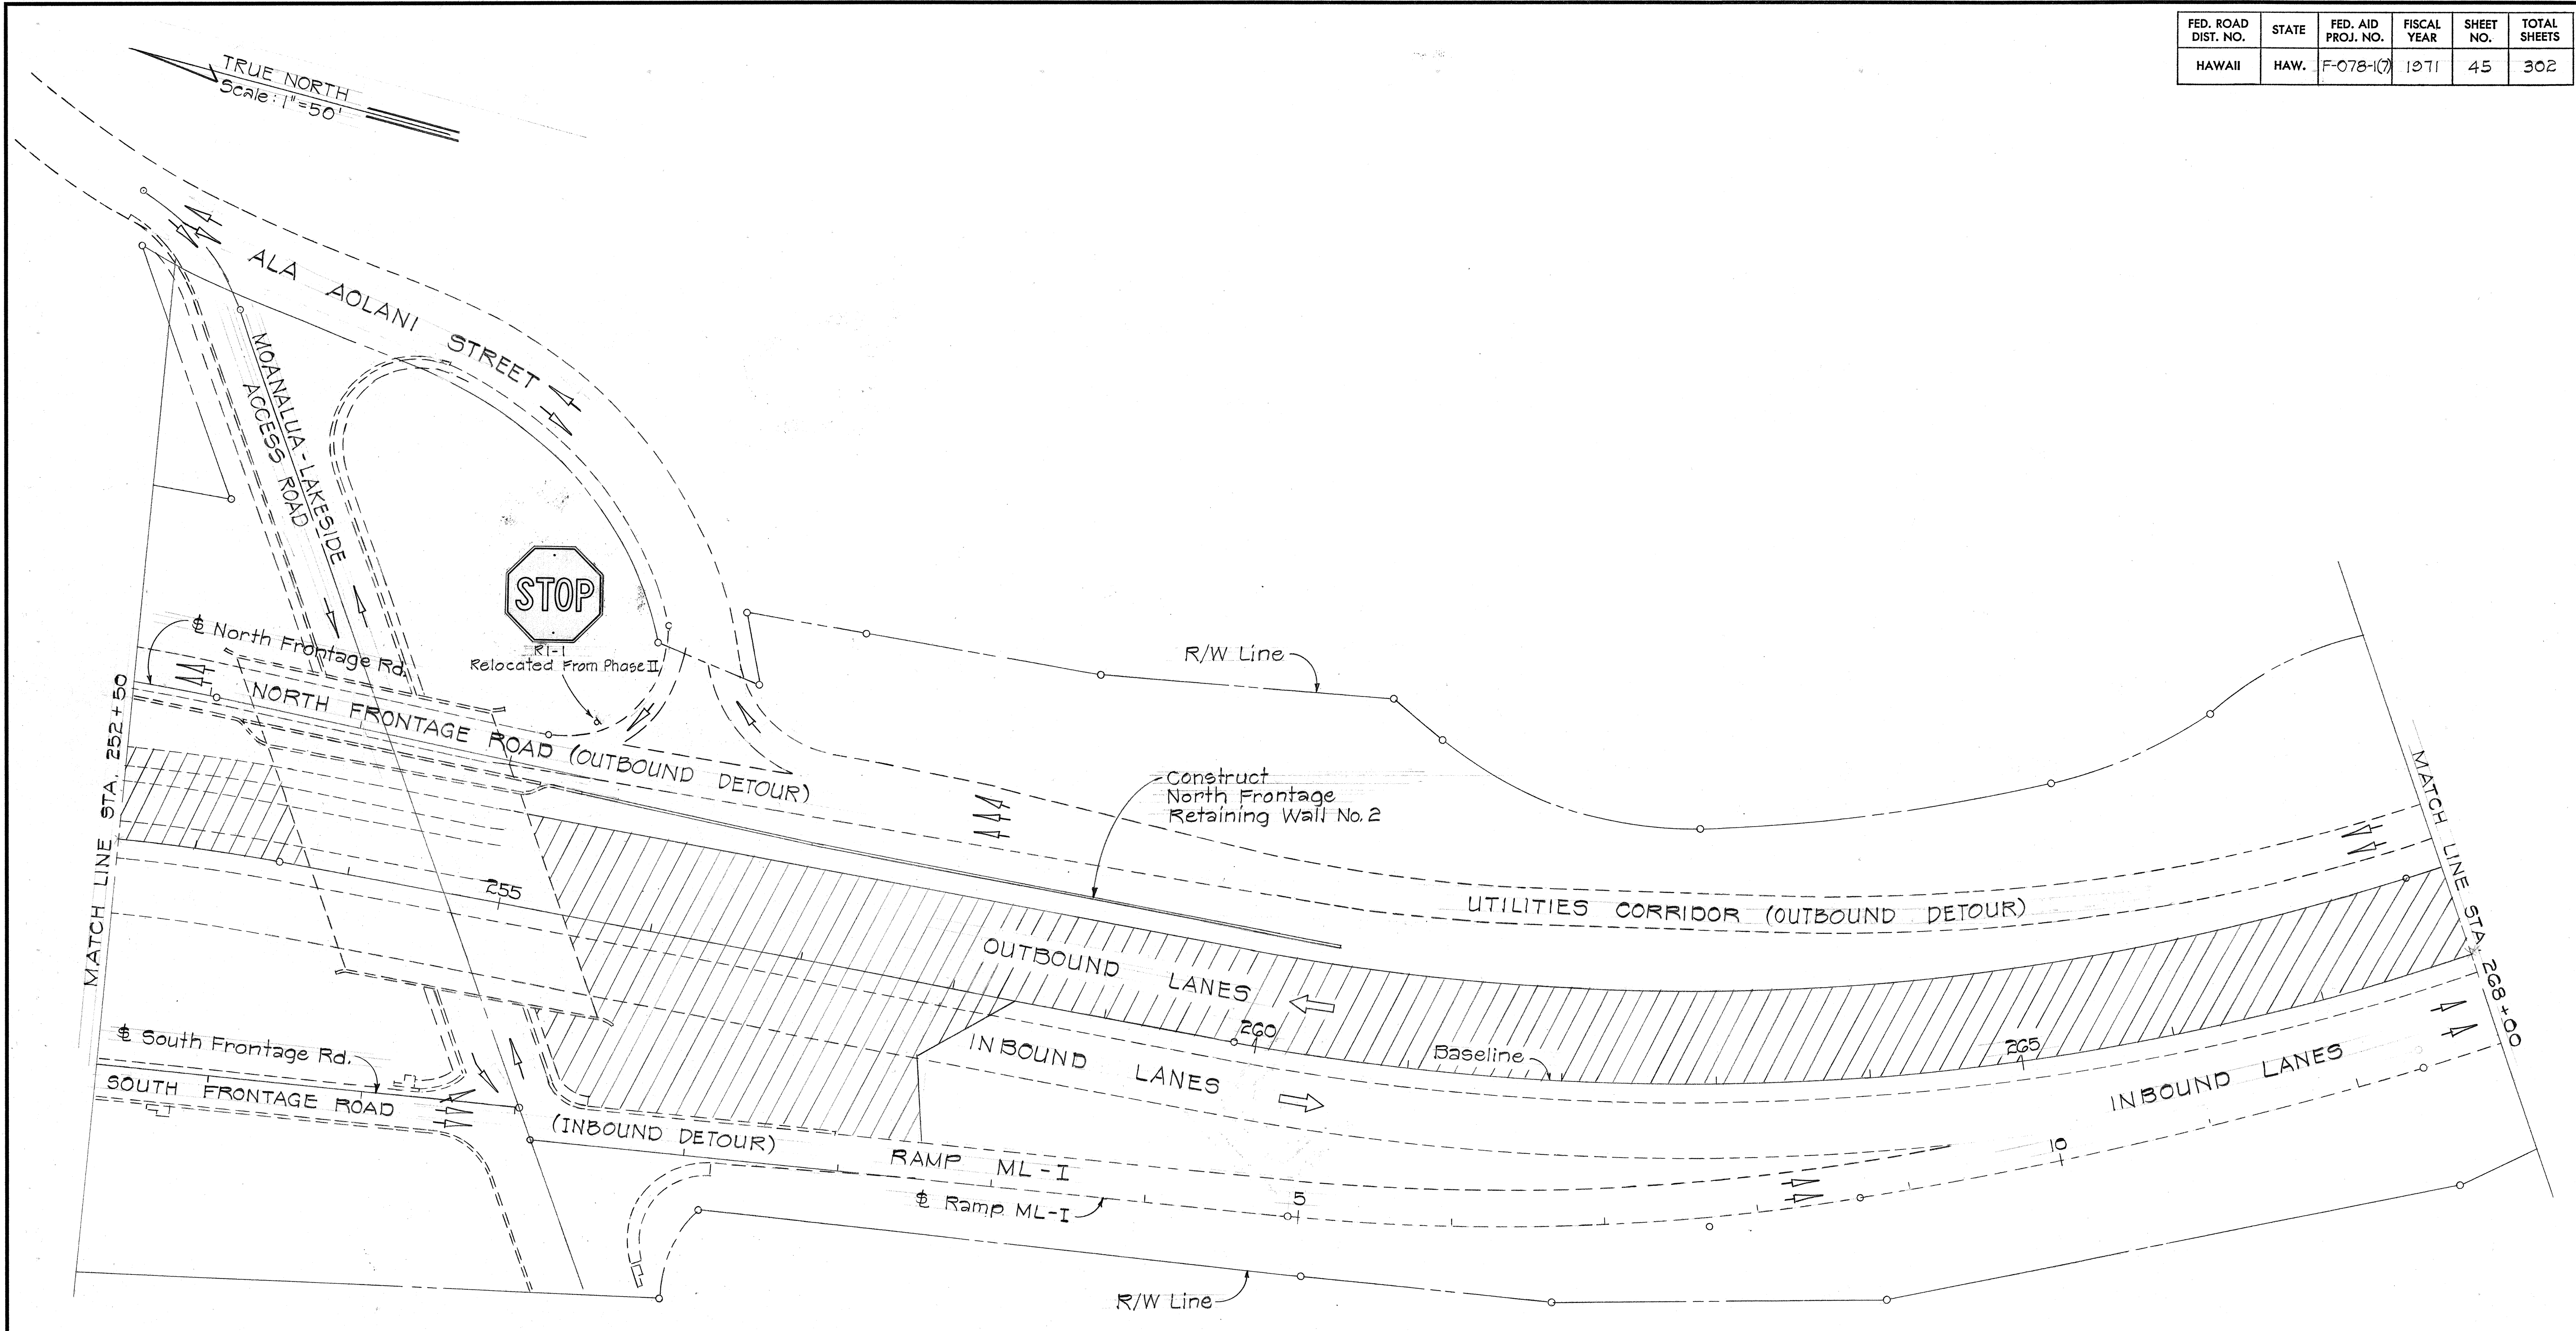 FED. ROAD DIST. NO. STATE FED. AID PROJ. NO. FISCAL YEAR SHEET NO. TOTAL SHEETS
HAWAII HAW. F-078-1(7) 1971 45 302
TRUE NORTH
Scale: 1"=50'
ALA AOLANI STREET
MOANALUA-LAKESIDE
ACCESS ROAD
STOP
R1-1
Relocated From Phase II
℄ North Frontage Rd.
NORTH FRONTAGE ROAD (OUTBOUND DETOUR)
R/W Line
Construct
North Frontage
Retaining Wall No. 2
MATCH LINE STA. 252+50
MATCH LINE STA. 268+00
UTILITIES CORRIDOR (OUTBOUND DETOUR)
255
OUTBOUND LANES
260
INBOUND LANES
Baseline
265
INBOUND LANES
℄ South Frontage Rd.
SOUTH FRONTAGE ROAD
(INBOUND DETOUR)
RAMP ML-I
℄ Ramp ML-I
5
10
R/W Line